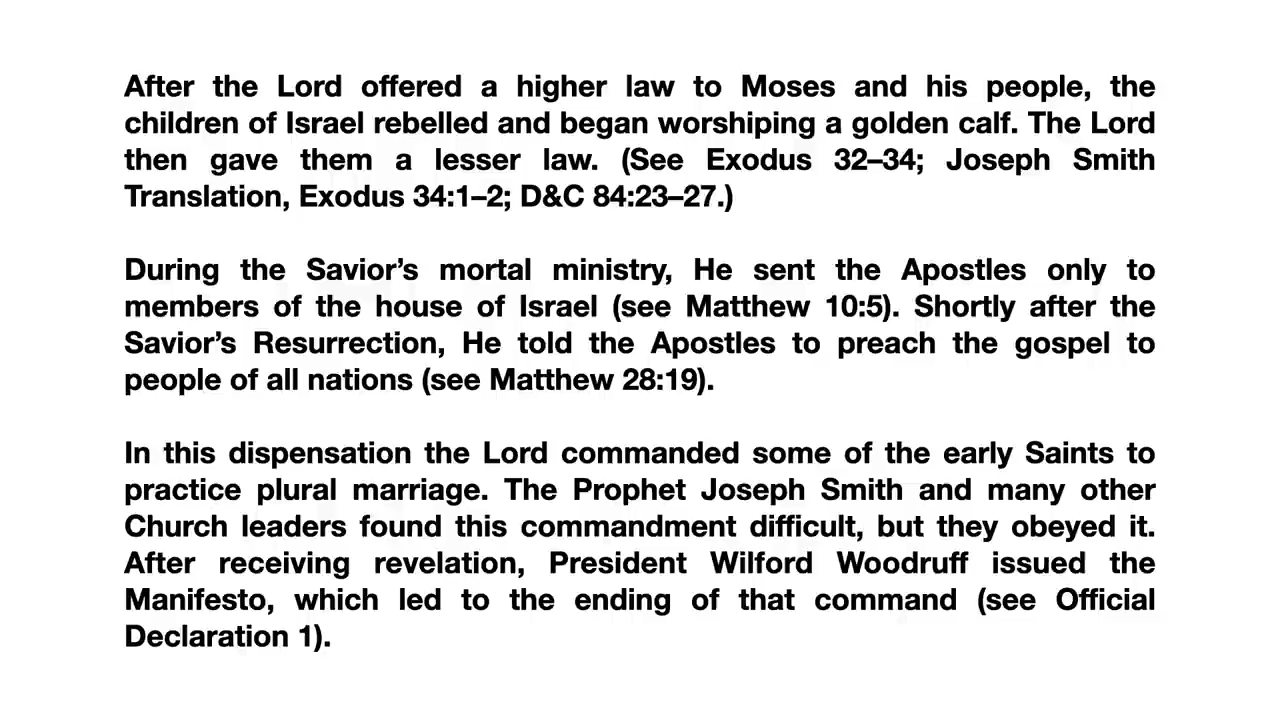 After the Lord offered a higher law to Moses and his people, the
children of Israel rebelled and began worshiping a golden calf. The Lord
then gave them a lesser law. (See Exodus 32–34; Joseph Smith
Translation, Exodus 34:1–2; D&C 84:23–27.)
During the Savior’s mortal ministry, He sent the Apostles only to
members of the house of Israel (see Matthew 10:5). Shortly after the
Savior’s Resurrection, He told the Apostles to preach the gospel to
people of all nations (see Matthew 28:19).
In this dispensation the Lord commanded some of the early Saints to
practice plural marriage. The Prophet Joseph Smith and many other
Church leaders found this commandment difficult, but they obeyed it.
After receiving revelation, President Wilford Woodruff issued the
Manifesto, which led to the ending of that command (see Official
Declaration 1).